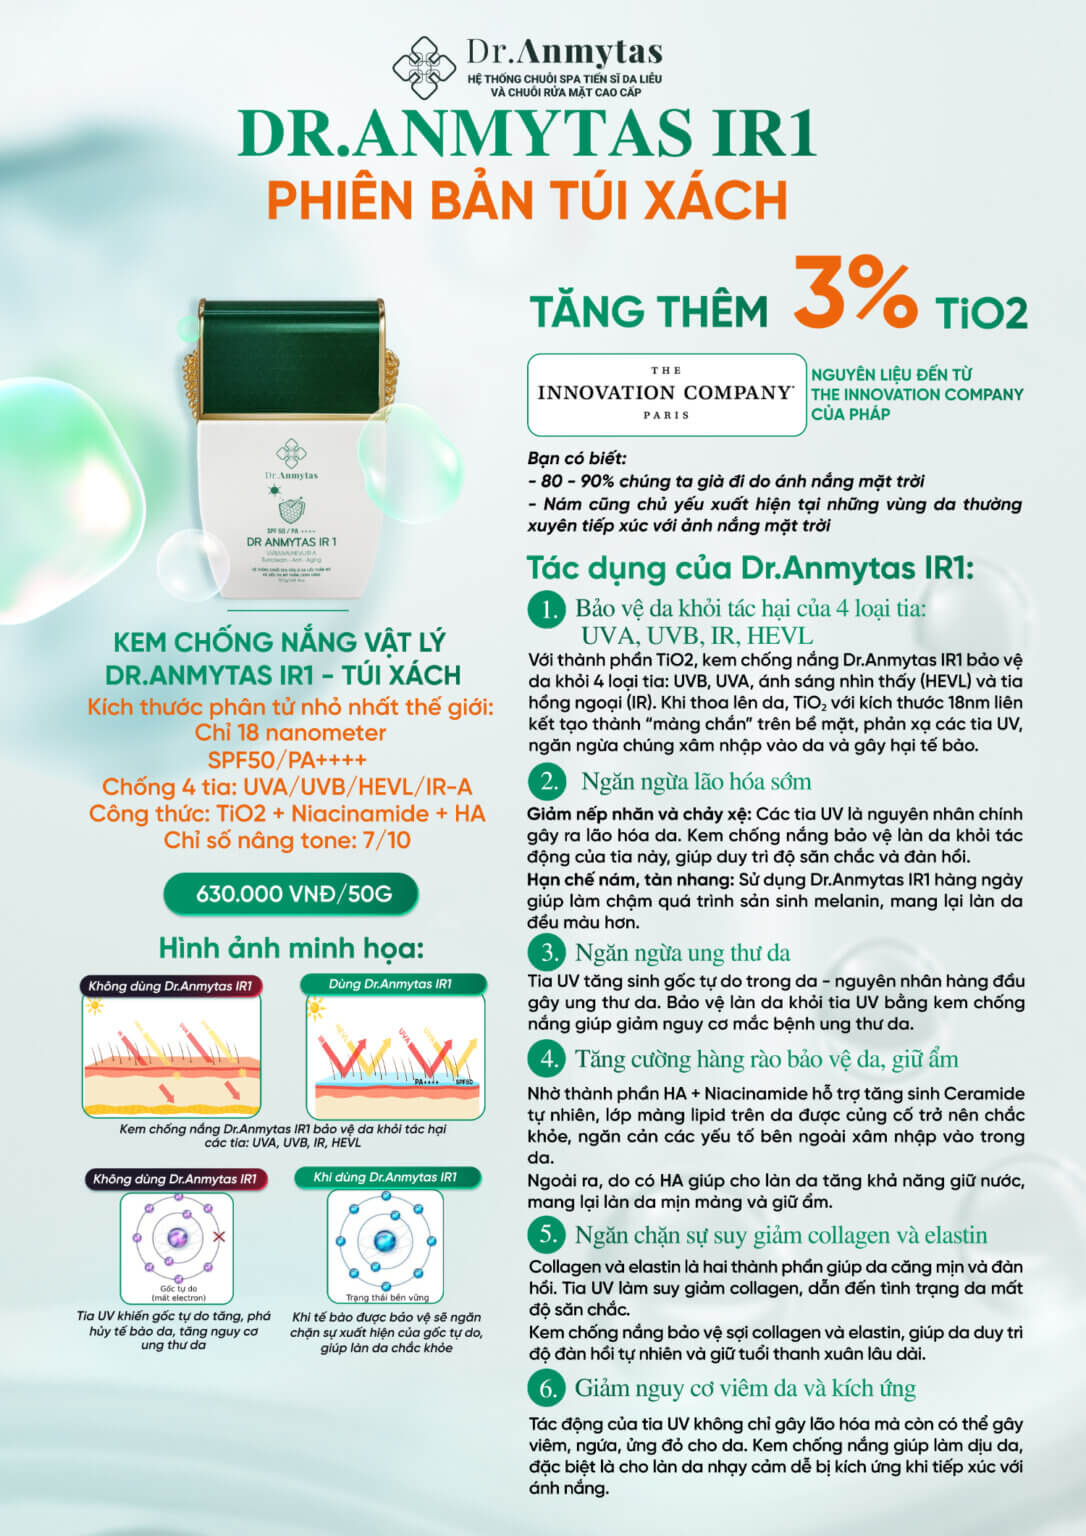 Dr.Anmytas
HỆ THỐNG CHUỖI SPA TIẾN SĨ DA LIỄU
VÀ CHUỖI RỬA MẶT CAO CẤP
DR.ANMYTAS IR1
PHIÊN BẢN TÚI XÁCH
TĂNG THÊM 3% TiO2
THE
INNOVATION COMPANY
PARIS
NGUYÊN LIỆU ĐẾN TỪ
THE INNOVATION COMPANY
CỦA PHÁP
Bạn có biết:
- 80 - 90% chúng ta già đi do ánh nắng mặt trời
- Nám cũng chủ yếu xuất hiện tại những vùng da thường
xuyên tiếp xúc với ảnh nắng mặt trời
Dr.Anmytas
SPF 50 / PA ++++
DR ANMYTAS IR 1
KEM CHỐNG NẮNG VẬT LÝ
DR.ANMYTAS IR1 - TÚI XÁCH
Kích thước phân tử nhỏ nhất thế giới:
Chỉ 18 nanometer
SPF50/PA++++
Chống 4 tia: UVA/UVB/HEVL/IR-A
Công thức: TiO2 + Niacinamide + HA
Chỉ số nâng tone: 7/10
630.000 VNĐ/50G
Hình ảnh minh họa:
Không dùng Dr.Anmytas IR1
Dùng Dr.Anmytas IR1
IR
HEVL
UVA
UVB
IR
HEVL
UVA
UVB
PA++++
SPF50
Kem chống nắng Dr.Anmytas IR1 bảo vệ da khỏi tác hại
các tia: UVA, UVB, IR, HEVL
Không dùng Dr.Anmytas IR1
Khi dùng Dr.Anmytas IR1
Gốc tự do
(mất electron)
Trạng thái bền vững
Tia UV khiến gốc tự do tăng, phá
hủy tế bào da, tăng nguy cơ
ung thư da
Khi tế bào được bảo vệ sẽ ngăn
chặn sự xuất hiện của gốc tự do,
giúp làn da chắc khỏe
Tác dụng của Dr.Anmytas IR1:
1. Bảo vệ da khỏi tác hại của 4 loại tia:
UVA, UVB, IR, HEVL
Với thành phần TiO2, kem chống nắng Dr.Anmytas IR1 bảo vệ
da khỏi 4 loại tia: UVB, UVA, ánh sáng nhìn thấy (HEVL) và tia
hồng ngoại (IR). Khi thoa lên da, TiO₂ với kích thước 18nm liên
kết tạo thành “màng chắn” trên bề mặt, phản xạ các tia UV,
ngăn ngừa chúng xâm nhập vào da và gây hại tế bào.
2. Ngăn ngừa lão hóa sớm
Giảm nếp nhăn và chảy xệ: Các tia UV là nguyên nhân chính
gây ra lão hóa da. Kem chống nắng bảo vệ làn da khỏi tác
động của tia này, giúp duy trì độ săn chắc và đàn hồi.
Hạn chế nám, tàn nhang: Sử dụng Dr.Anmytas IR1 hàng ngày
giúp làm chậm quá trình sản sinh melanin, mang lại làn da
đều màu hơn.
3. Ngăn ngừa ung thư da
Tia UV tăng sinh gốc tự do trong da - nguyên nhân hàng đầu
gây ung thư da. Bảo vệ làn da khỏi tia UV bằng kem chống
nắng giúp giảm nguy cơ mắc bệnh ung thư da.
4. Tăng cường hàng rào bảo vệ da, giữ ẩm
Nhờ thành phần HA + Niacinamide hỗ trợ tăng sinh Ceramide
tự nhiên, lớp màng lipid trên da được củng cố trở nên chắc
khỏe, ngăn cản các yếu tố bên ngoài xâm nhập vào trong
da.
Ngoài ra, do có HA giúp cho làn da tăng khả năng giữ nước,
mang lại làn da mịn màng và giữ ẩm.
5. Ngăn chặn sự suy giảm collagen và elastin
Collagen và elastin là hai thành phần giúp da căng mịn và đàn
hồi. Tia UV làm suy giảm collagen, dẫn đến tình trạng da mất
độ săn chắc.
Kem chống nắng bảo vệ sợi collagen và elastin, giúp da duy trì
độ đàn hồi tự nhiên và giữ tuổi thanh xuân lâu dài.
6. Giảm nguy cơ viêm da và kích ứng
Tác động của tia UV không chỉ gây lão hóa mà còn có thể gây
viêm, ngứa, ửng đỏ cho da. Kem chống nắng giúp làm dịu da,
đặc biệt là cho làn da nhạy cảm dễ bị kích ứng khi tiếp xúc với
ánh nắng.